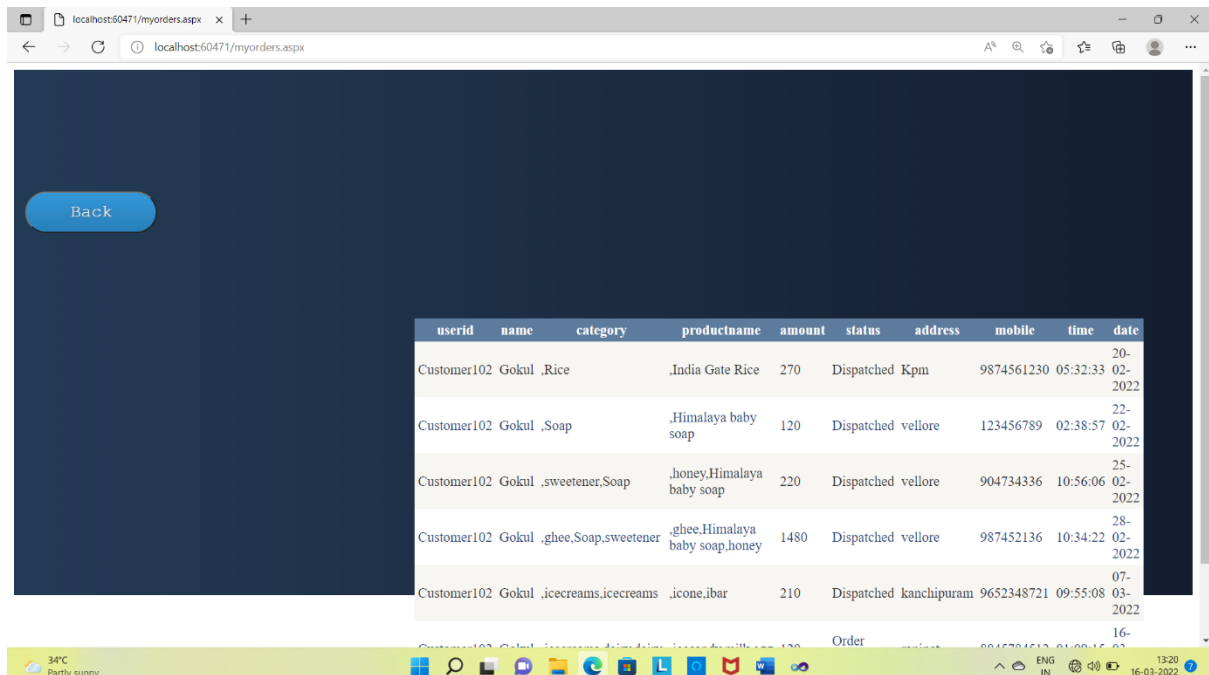 localhost:60471/myorders.aspx
localhost:60471/myorders.aspx
Back
userid name category productname amount status address mobile time date
Customer102 Gokul ,Rice ,India Gate Rice 270 Dispatched Kpm 9874561230 05:32:33 20-02-2022
Customer102 Gokul ,Soap ,Himalaya baby soap 120 Dispatched vellore 123456789 02:38:57 22-02-2022
Customer102 Gokul ,sweetener,Soap ,honey,Himalaya baby soap 220 Dispatched vellore 904734336 10:56:06 25-02-2022
Customer102 Gokul ,ghee,Soap,sweetener ,ghee,Himalaya baby soap,honey 1480 Dispatched vellore 987452136 10:34:22 28-02-2022
Customer102 Gokul ,icecreams,icecreams ,icone,ibar 210 Dispatched kanchipuram 9652348721 09:55:08 07-03-2022
Order 16-
34°C
Partly sunny
ENG
IN
13:20
16-03-2022
7